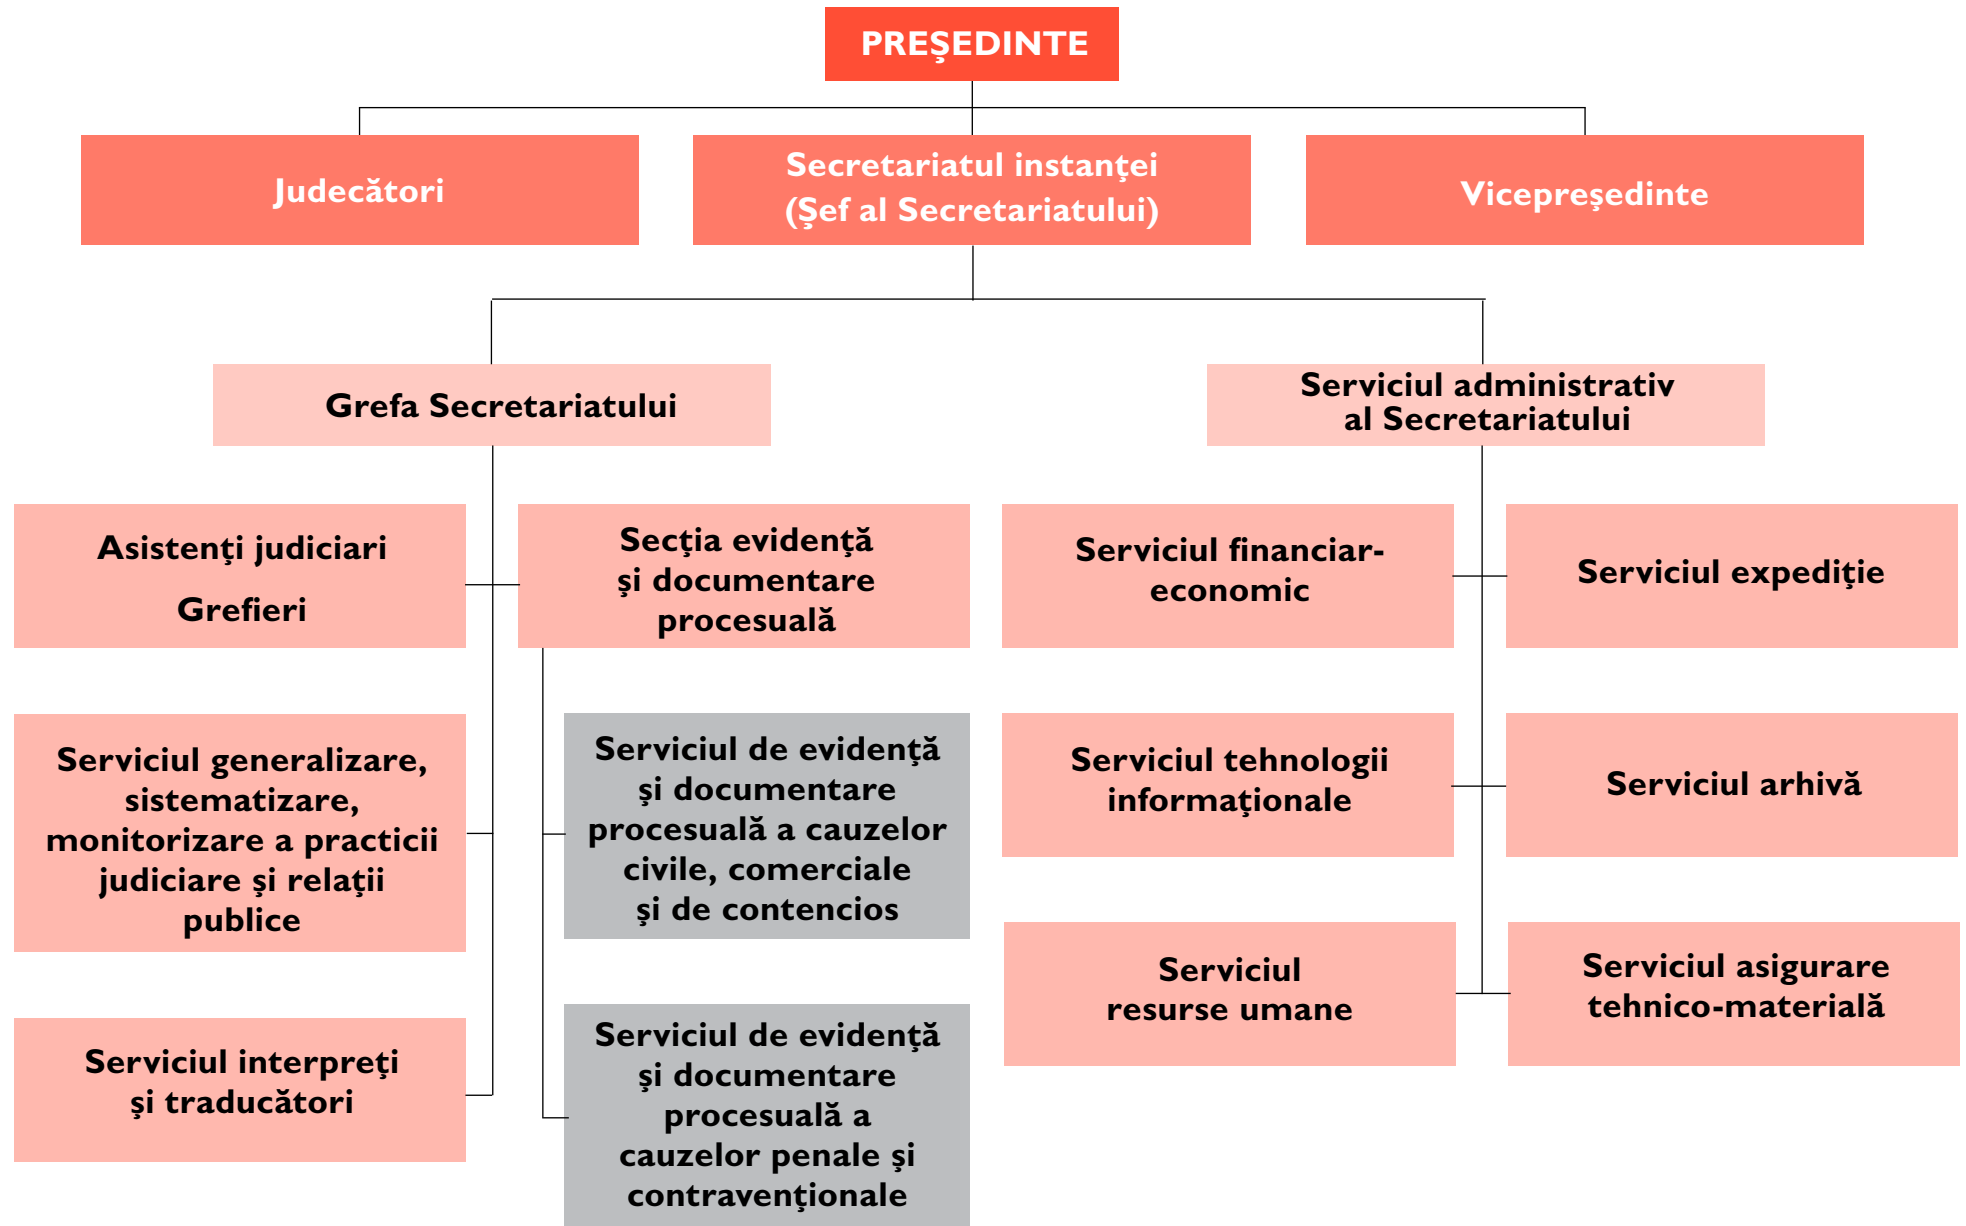 PREŞEDINTE
Judecători
Secretariatul instanţei
(Şef al Secretariatului)
Vicepreşedinte
Grefa Secretariatului
Serviciul administrativ
al Secretariatului
Asistenţi judiciari
Grefieri
Secţia evidenţă
şi documentare
procesuală
Serviciul financiar-
economic
Serviciul expediţie
Serviciul generalizare,
sistematizare,
monitorizare a practicii
judiciare şi relaţii
publice
Serviciul de evidenţă
şi documentare
procesuală a cauzelor
civile, comerciale
şi de contencios
Serviciul tehnologii
informaţionale
Serviciul arhivă
Serviciul
resurse umane
Serviciul asigurare
tehnico-materială
Serviciul interpreţi
şi traducători
Serviciul de evidenţă
şi documentare
procesuală a
cauzelor penale şi
contravenţionale